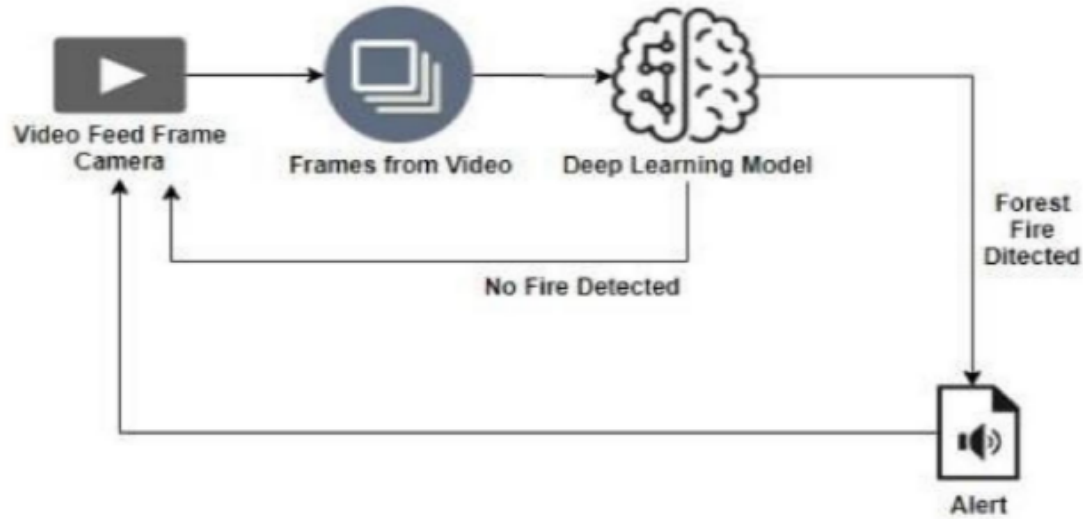 Video Feed Frame
Camera
Frames from Video
Deep Learning Model
Forest
Fire
Ditected
No Fire Detected
Alert